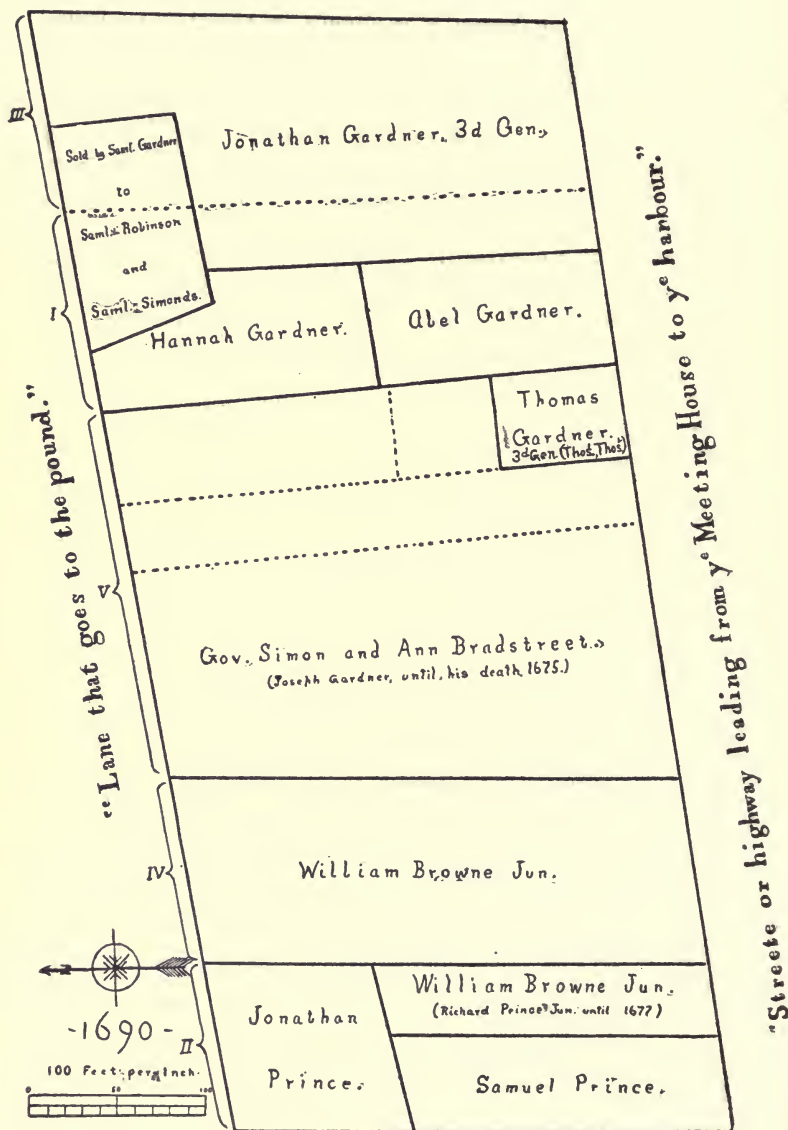 III
Jonathan Gardner. 3d Gen.
Sold by Saml. Gardner
to
Saml. Robinson
and
Saml. Simonds.
I
Hannah Gardner.
Abel Gardner.
Thomas
Gardner.
3d Gen (Thos., Thos.)
"Lane that goes to the pound."
"Streete or highway leading from ye Meeting House to ye harbour."
V
Gov. Simon and Ann Bradstreet.
(Joseph Gardner, until his death 1675.)
IV
William Browne Jun.
N
-1690-
100 Feet per Inch.
0 50 100
II
Jonathan
Prince.
William Browne Jun.
(Richard Prince Jun. until 1677)
Samuel Prince.